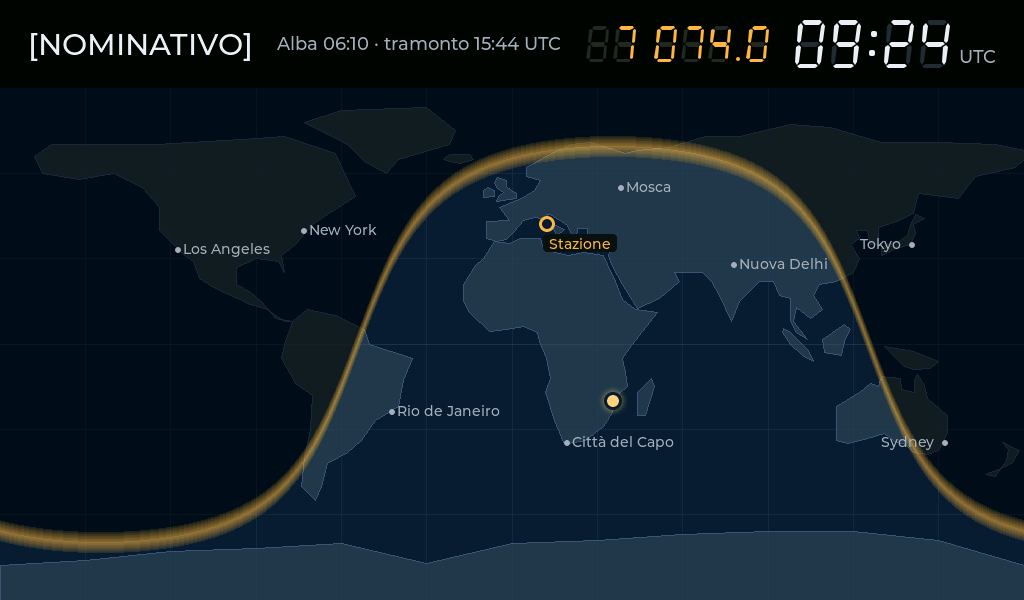 [NOMINATIVO] Alba 06:10 · tramonto 15:44 UTC 7 074.0 09:24 UTC
Mosca
Stazione
New York
Los Angeles
Tokyo
Nuova Delhi
Rio de Janeiro
Città del Capo
Sydney